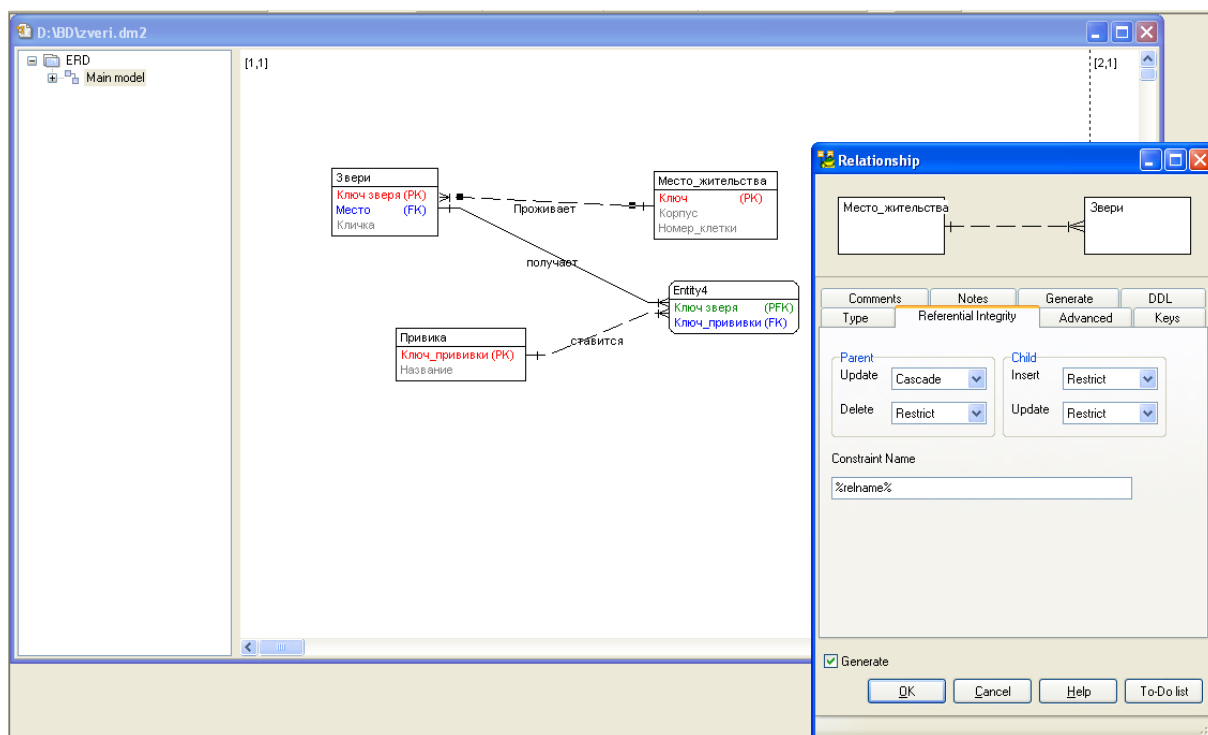 D:\BD\zveri.dm2
ERD
Main model
[1,1]
[2,1]
Звери
Ключ зверя (PK)
Место (FK)
Кличка
Проживает
Место_жительства
Ключ (PK)
Корпус
Номер_клетки
получает
Entity4
Ключ зверя (PFK)
Ключ_прививки (FK)
Привика
Ключ_прививки (PK)
Название
ставится
Relationship
Место_жительства
Звери
Comments Notes Generate DDL
Type Referential Integrity Advanced Keys
Parent Child
Update Cascade Insert Restrict
Delete Restrict Update Restrict
Constraint Name
%relname%
Generate
OK Cancel Help To-Do list